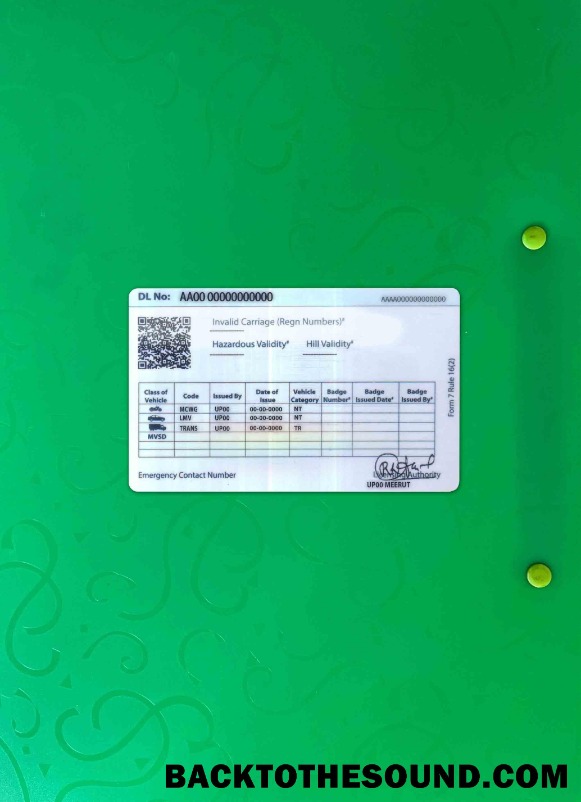 DL No: AA00 00000000000
AAAA000000000000
Invalid Carriage (Regn Numbers)#
Hazardous Validity# Hill Validity#
Class of Vehicle Code Issued By Date of Issue Vehicle Category Badge Number# Badge Issued Date# Badge Issued By#
MCWG UP00 00-00-0000 NT
LMV UP00 00-00-0000 NT
TRANS UP00 00-00-0000 TR
MVSD
Form 7 Rule 16(2)
Emergency Contact Number
Licensing Authority
UP00 MEERUT
BACKTOTHESOUND.COM